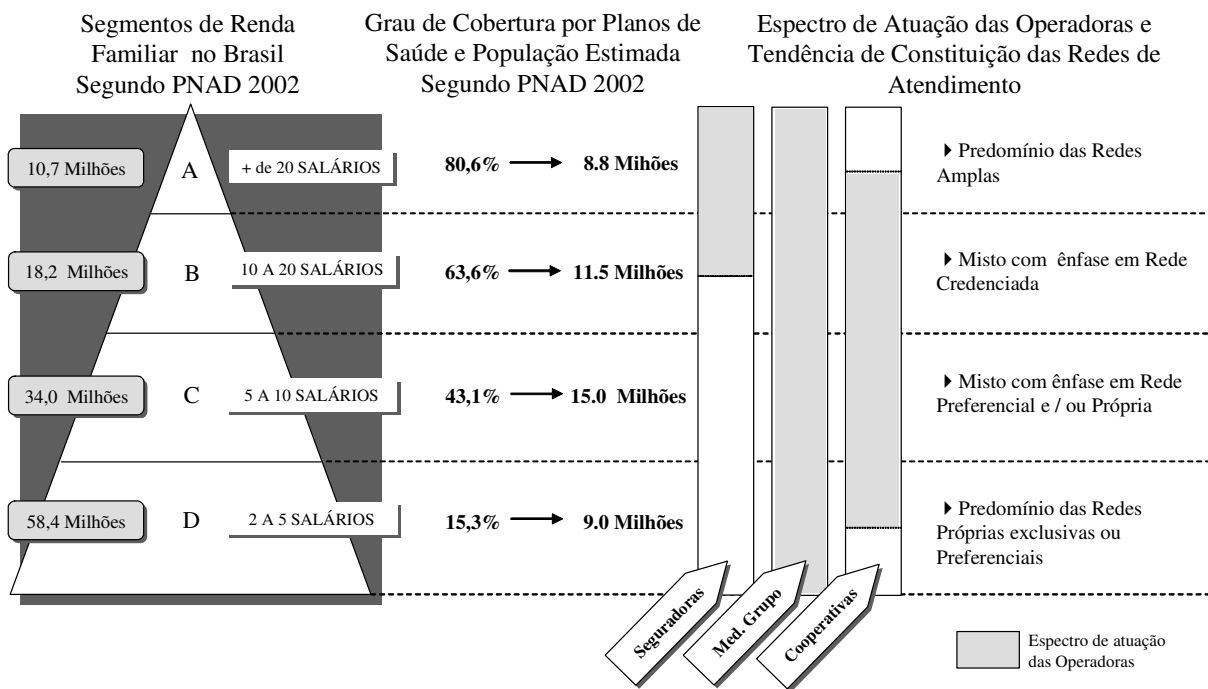 Segmentos de Renda
Familiar no Brasil
Segundo PNAD 2002
Grau de Cobertura por Planos de
Saúde e População Estimada
Segundo PNAD 2002
Espectro de Atuação das Operadoras e
Tendência de Constituição das Redes de
Atendimento
10,7 Milhões
A
+ de 20 SALÁRIOS
80,6%
8.8 Mihões
Predomínio das Redes
Amplas
18,2 Milhões
B
10 A 20 SALÁRIOS
63,6%
11.5 Milhões
Misto com ênfase em Rede
Credenciada
34,0 Milhões
C
5 A 10 SALÁRIOS
43,1%
15.0 Milhões
Misto com ênfase em Rede
Preferencial e / ou Própria
58,4 Milhões
D
2 A 5 SALÁRIOS
15,3%
9.0 Milhões
Predomínio das Redes
Próprias exclusivas ou
Preferenciais
Seguradoras
Med. Grupo
Cooperativas
Espectro de atuação
das Operadoras